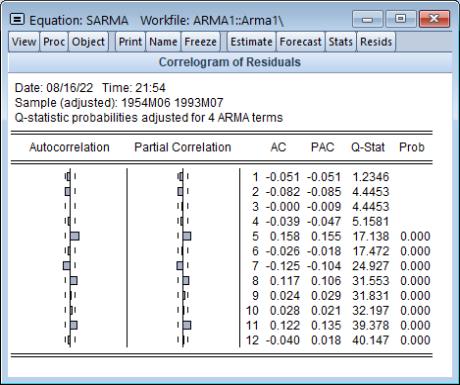 Equation: SARMA Workfile: ARMA1::Arma1\
View Proc Object Print Name Freeze Estimate Forecast Stats Resids
Correlogram of Residuals
Date: 08/16/22 Time: 21:54
Sample (adjusted): 1954M06 1993M07
Q-statistic probabilities adjusted for 4 ARMA terms
Autocorrelation Partial Correlation AC PAC Q-Stat Prob
1 -0.051 -0.051 1.2346
2 -0.082 -0.085 4.4453
3 -0.000 -0.009 4.4453
4 -0.039 -0.047 5.1581
5 0.158 0.155 17.138 0.000
6 -0.026 -0.018 17.472 0.000
7 -0.125 -0.104 24.927 0.000
8 0.117 0.106 31.553 0.000
9 0.024 0.029 31.831 0.000
10 0.028 0.021 32.197 0.000
11 0.122 0.135 39.378 0.000
12 -0.040 0.018 40.147 0.000